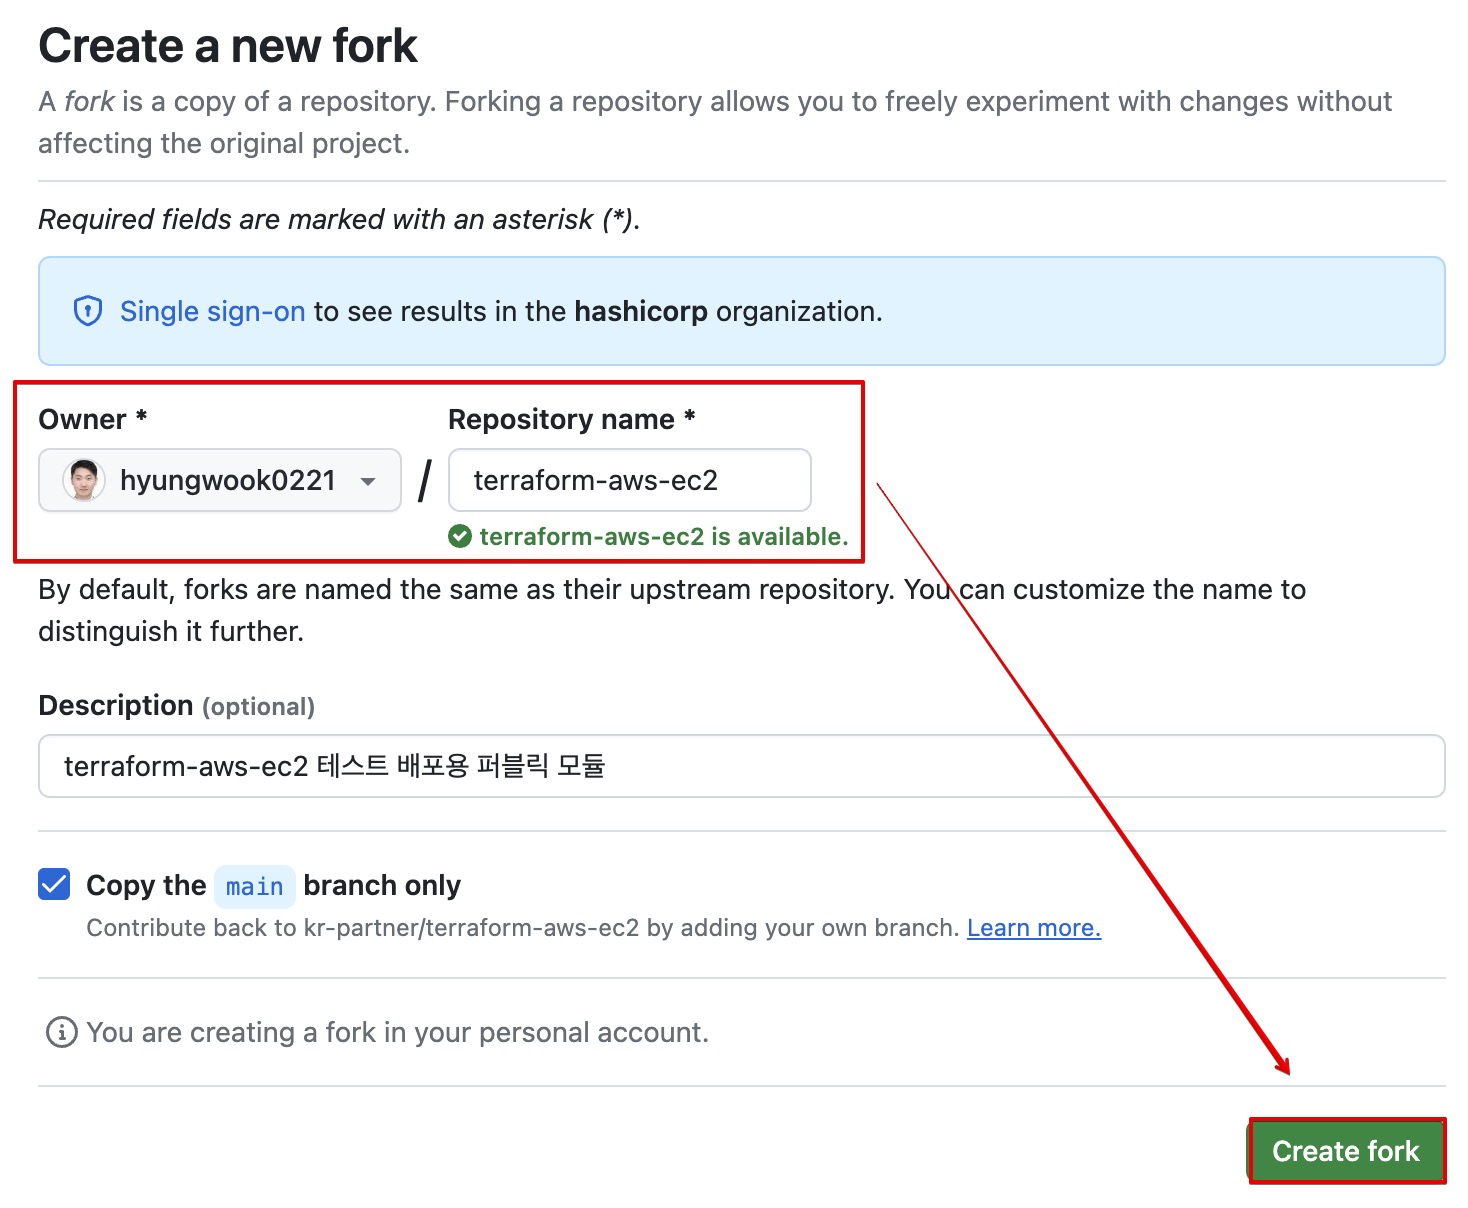 Create a new fork
A fork is a copy of a repository. Forking a repository allows you to freely experiment with changes without
affecting the original project.
Required fields are marked with an asterisk (*).
Single sign-on to see results in the hashicorp organization.
Owner * Repository name *
hyungwook0221 / terraform-aws-ec2
terraform-aws-ec2 is available.
By default, forks are named the same as their upstream repository. You can customize the name to
distinguish it further.
Description (optional)
terraform-aws-ec2 테스트 배포용 퍼블릭 모듈
Copy the main branch only
Contribute back to kr-partner/terraform-aws-ec2 by adding your own branch. Learn more.
You are creating a fork in your personal account.
Create fork